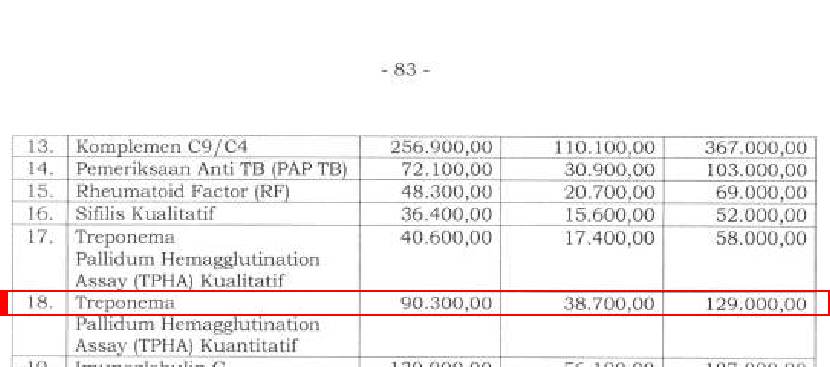 - 83 -
13. Komplemen C9/C4 256.900,00 110.100,00 367.000,00
14. Pemeriksaan Anti TB (PAP TB) 72.100,00 30.900,00 103.000,00
15. Rheumatoid Factor (RF) 48.300,00 20.700,00 69.000,00
16. Sifilis Kualitatif 36.400,00 15.600,00 52.000,00
17. Treponema 40.600,00 17.400,00 58.000,00
Pallidum Hemagglutination
Assay (TPHA) Kualitatif
18. Treponema 90.300,00 38.700,00 129.000,00
Pallidum Hemagglutination
Assay (TPHA) Kuantitatif